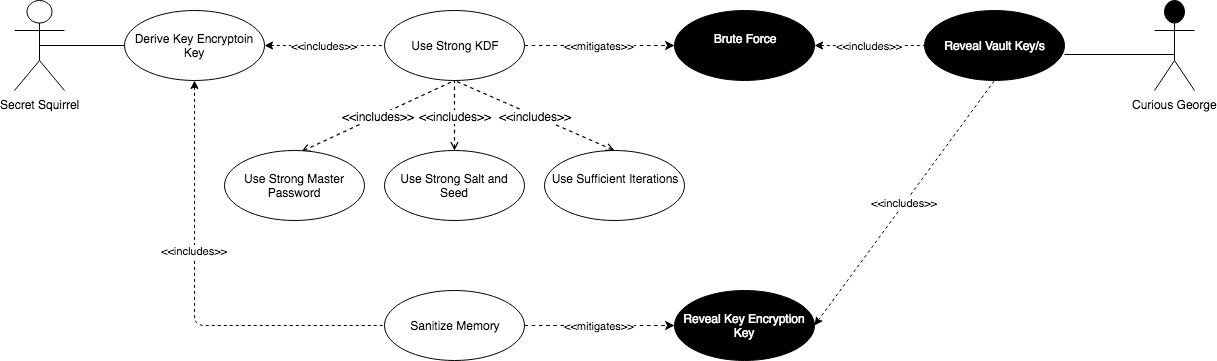 Derive Key Encryptoin
Key
<<includes>>
Use Strong KDF
<<mitigates>>
Brute Force
<<includes>>
Reveal Vault Key/s
Secret Squirrel
Curious George
<<includes>>
<<includes>>
<<includes>>
Use Strong Master
Password
Use Strong Salt and
Seed
Use Sufficient Iterations
<<includes>>
<<includes>>
Sanitize Memory
<<mitigates>>
Reveal Key Encryption
Key